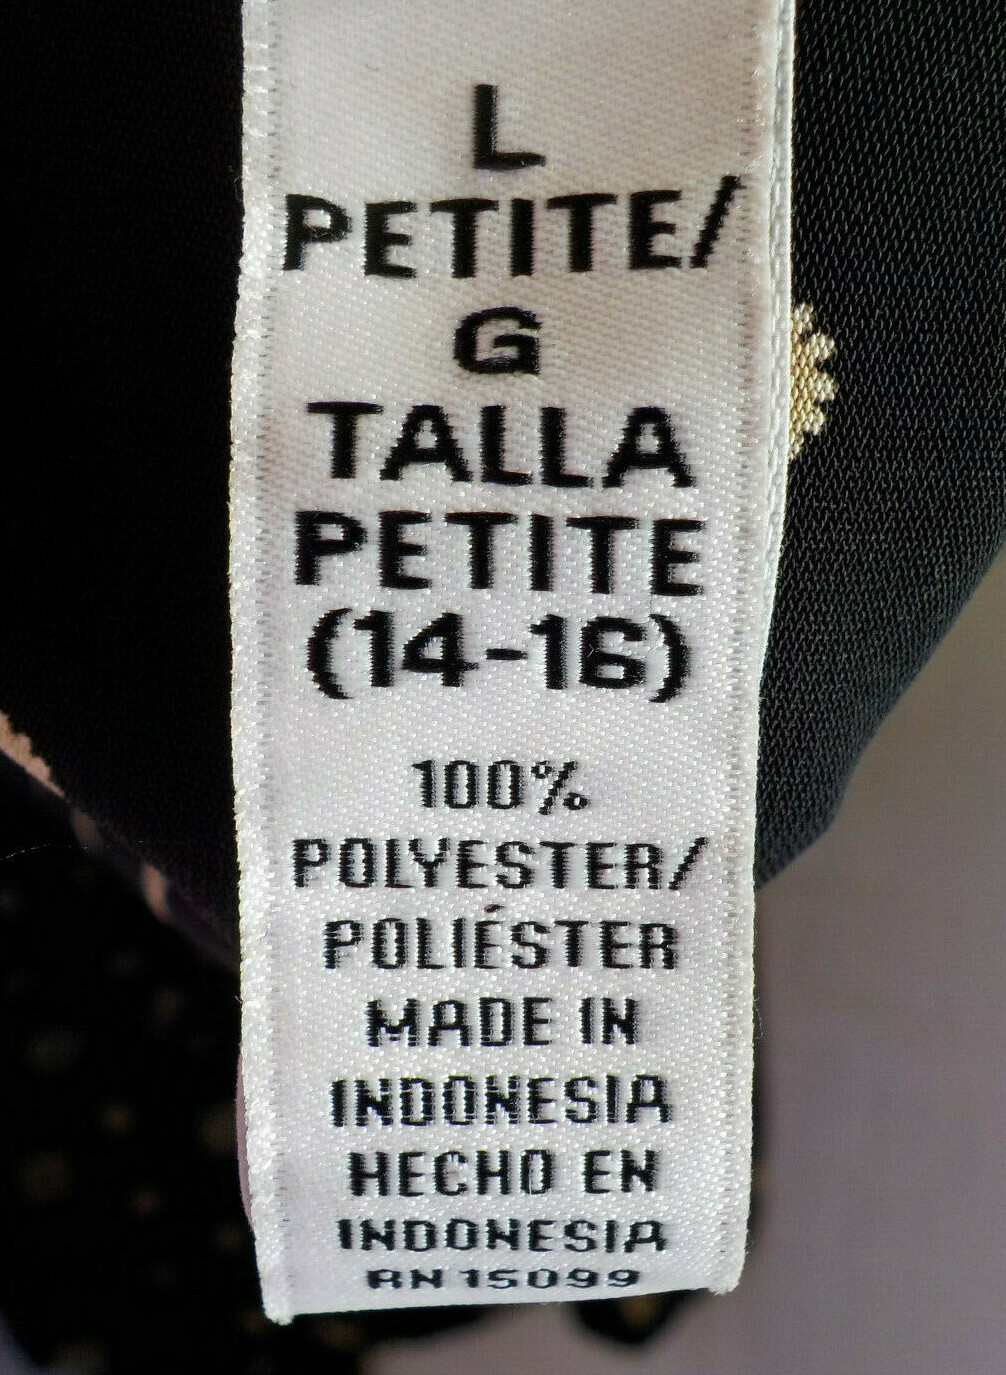 L
PETITE/
G
TALLA
PETITE
(14-16)
100%
POLYESTER/
POLIÉSTER
MADE IN
INDONESIA
HECHO EN
INDONESIA
RN 15099